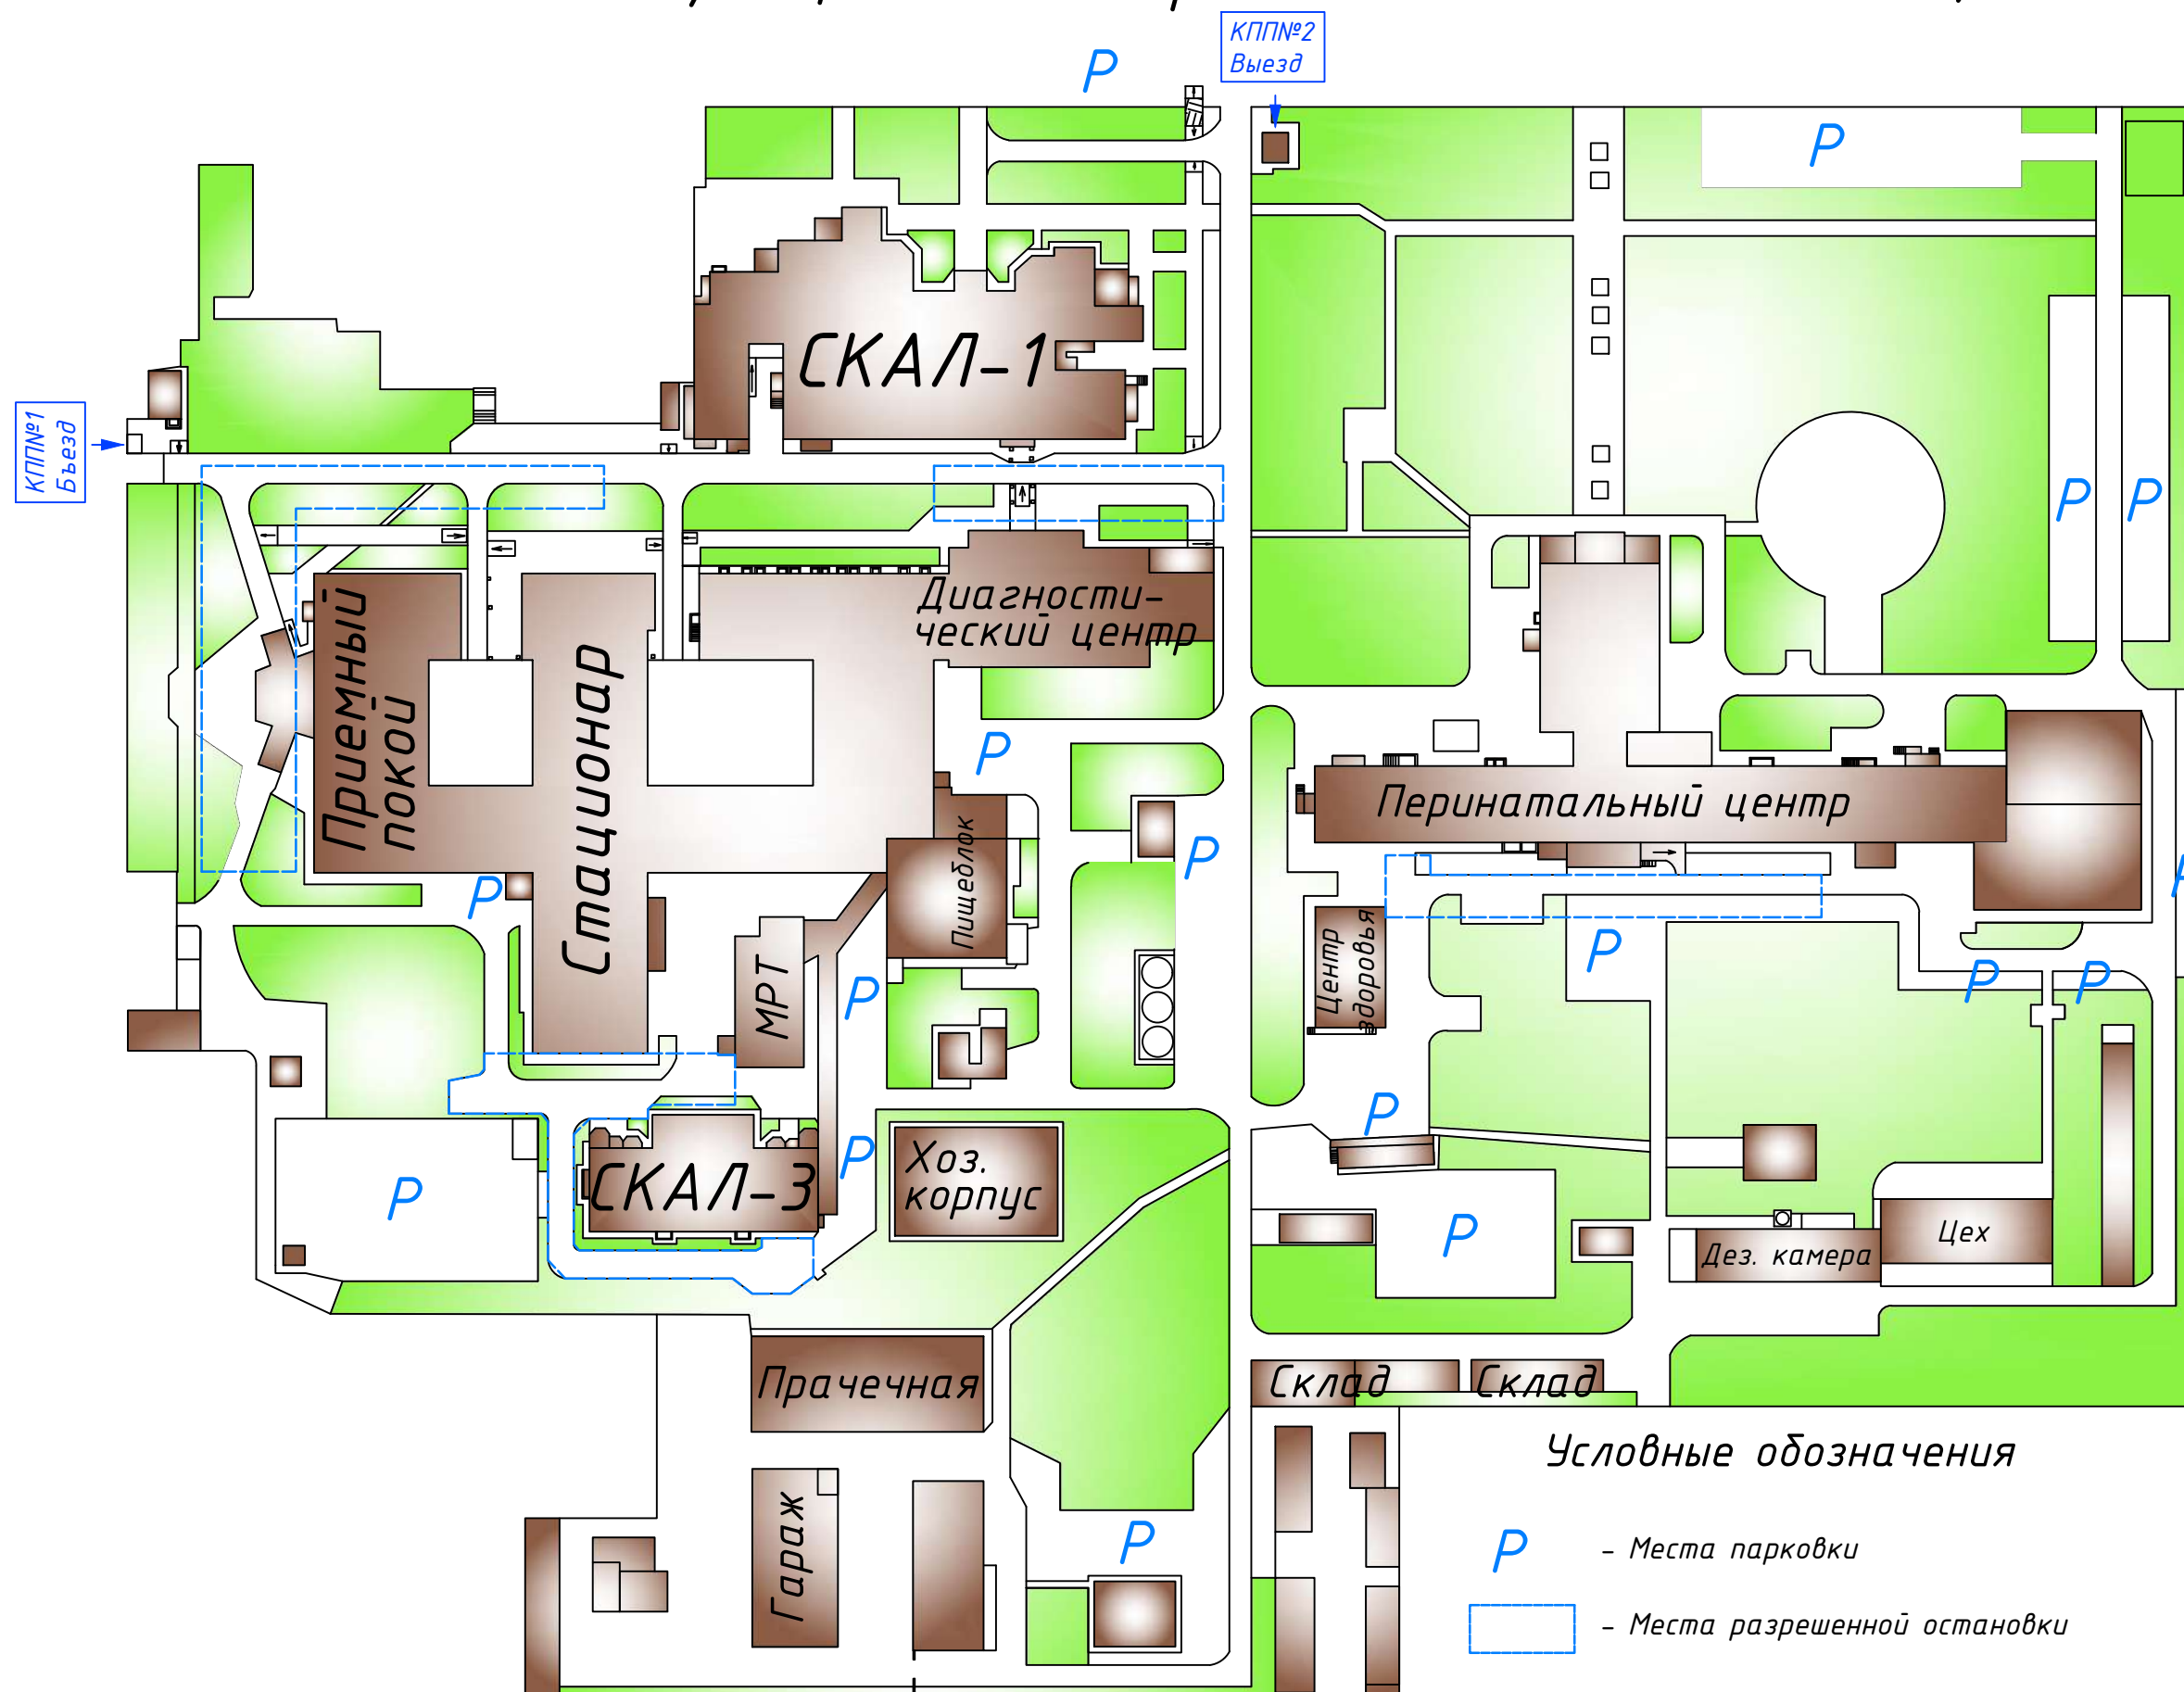 КПП№2
Выезд
P
P
КПП№1
Бъезд
СКАЛ-1
P
P
Диагности-
ческий центр
Приемный
покой
Стационар
P
Перинатальный центр
Пищеблок
P
P
Центр
здоровья
P
P
P
МРТ
P
P
P
СКАЛ-3
Хоз.
корпус
P
P
Цех
Дез. камера
Прачечная
Склад
Склад
Условные обозначения
Гараж
P
P
- Места парковки
- Места разрешенной остановки